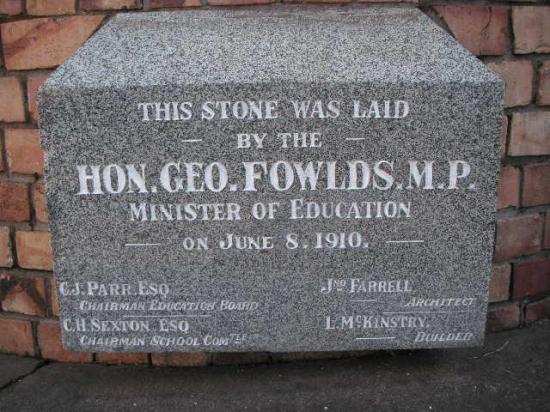 THIS STONE WAS LAID
BY THE
HON. GEO. FOWLDS. M.P.
MINISTER OF EDUCATION
ON JUNE 8. 1910.
C.J. PARR. ESQ
CHAIRMAN EDUCATION BOARD
C.H. SEXTON ESQ
CHAIRMAN SCHOOL COMTEE
JNO FARRELL
ARCHITECT
L. MCKINSTRY.
BUILDER